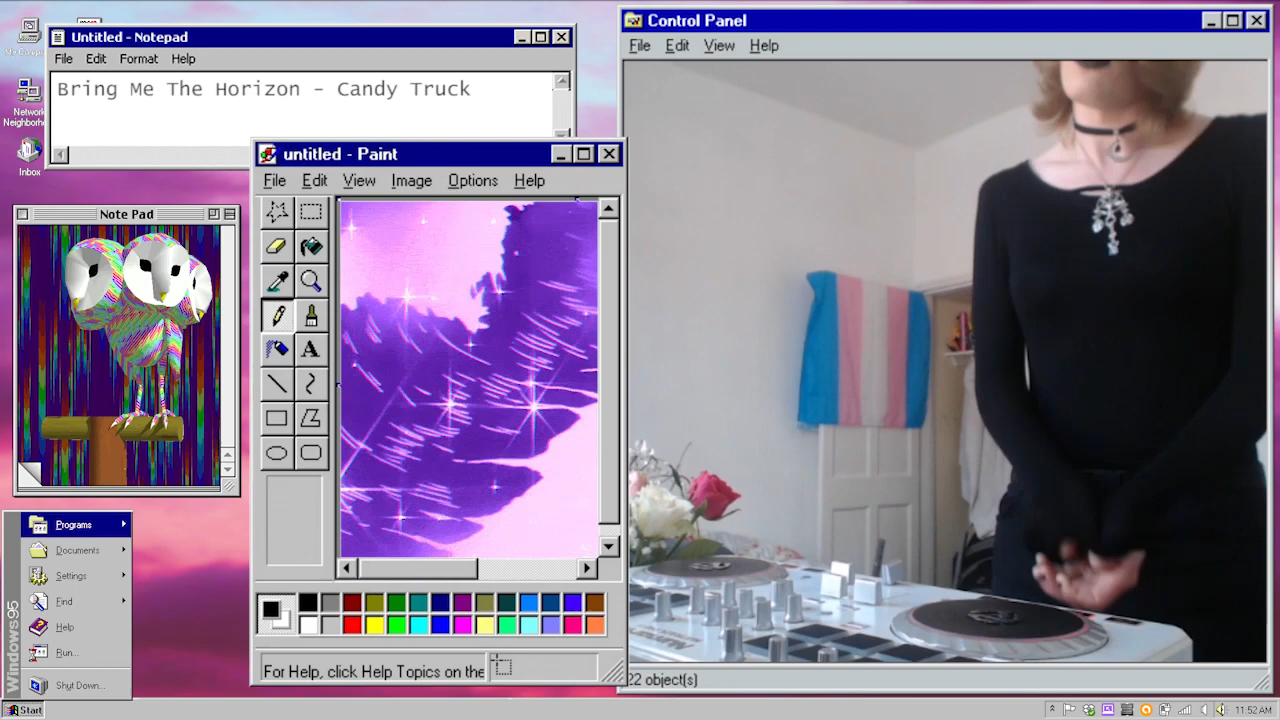 Untitled - Notepad
File Edit Format Help
Bring Me The Horizon - Candy Truck
Network
Neighborho
Inbox
Note Pad
untitled - Paint
File Edit View Image Options Help
A
For Help, click Help Topics on the
Control Panel
File Edit View Help
22 object(s)
Windows95
Programs
Documents
Settings
Find
Help
Run...
Shut Down...
Start
11:52 AM